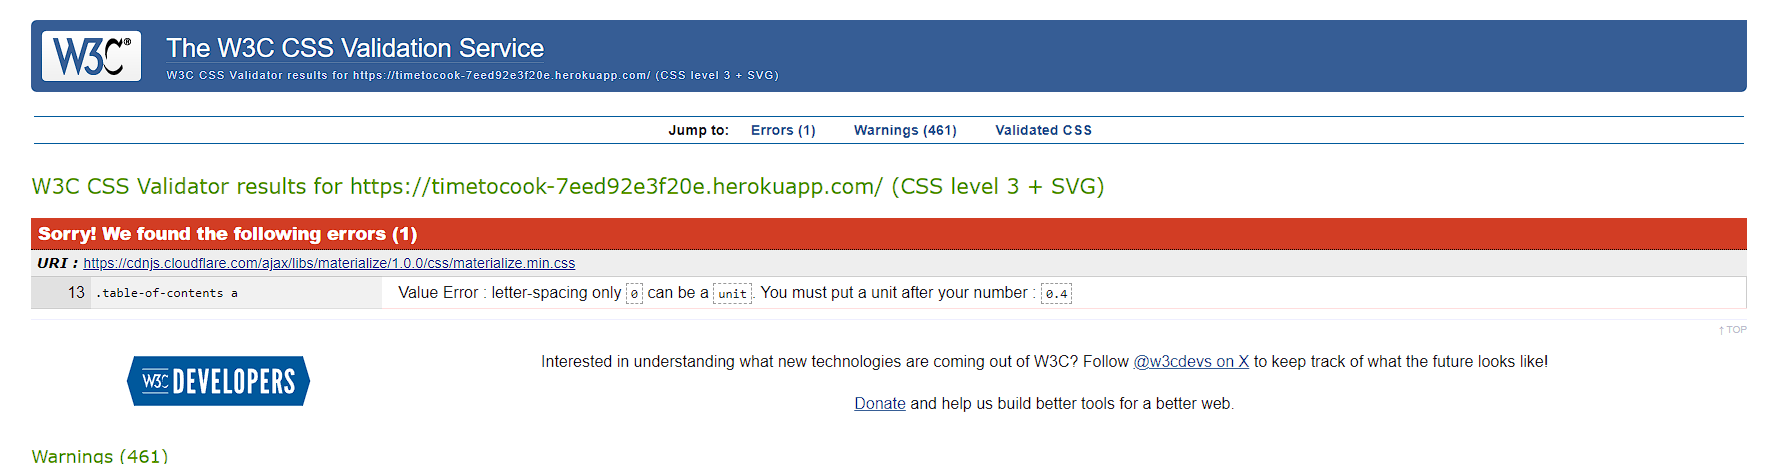 W3C®
The W3C CSS Validation Service
W3C CSS Validator results for https://timetocook-7eed92e3f20e.herokuapp.com/ (CSS level 3 + SVG)
Jump to: Errors (1) Warnings (461) Validated CSS
W3C CSS Validator results for https://timetocook-7eed92e3f20e.herokuapp.com/ (CSS level 3 + SVG)
Sorry! We found the following errors (1)
URI : https://cdnjs.cloudflare.com/ajax/libs/materialize/1.0.0/css/materialize.min.css
13 .table-of-contents a Value Error : letter-spacing only 0 can be a unit. You must put a unit after your number : 0.4
↑ TOP
W3C DEVELOPERS
Interested in understanding what new technologies are coming out of W3C? Follow @w3cdevs on X to keep track of what the future looks like!
Donate and help us build better tools for a better web.
Warnings (461)